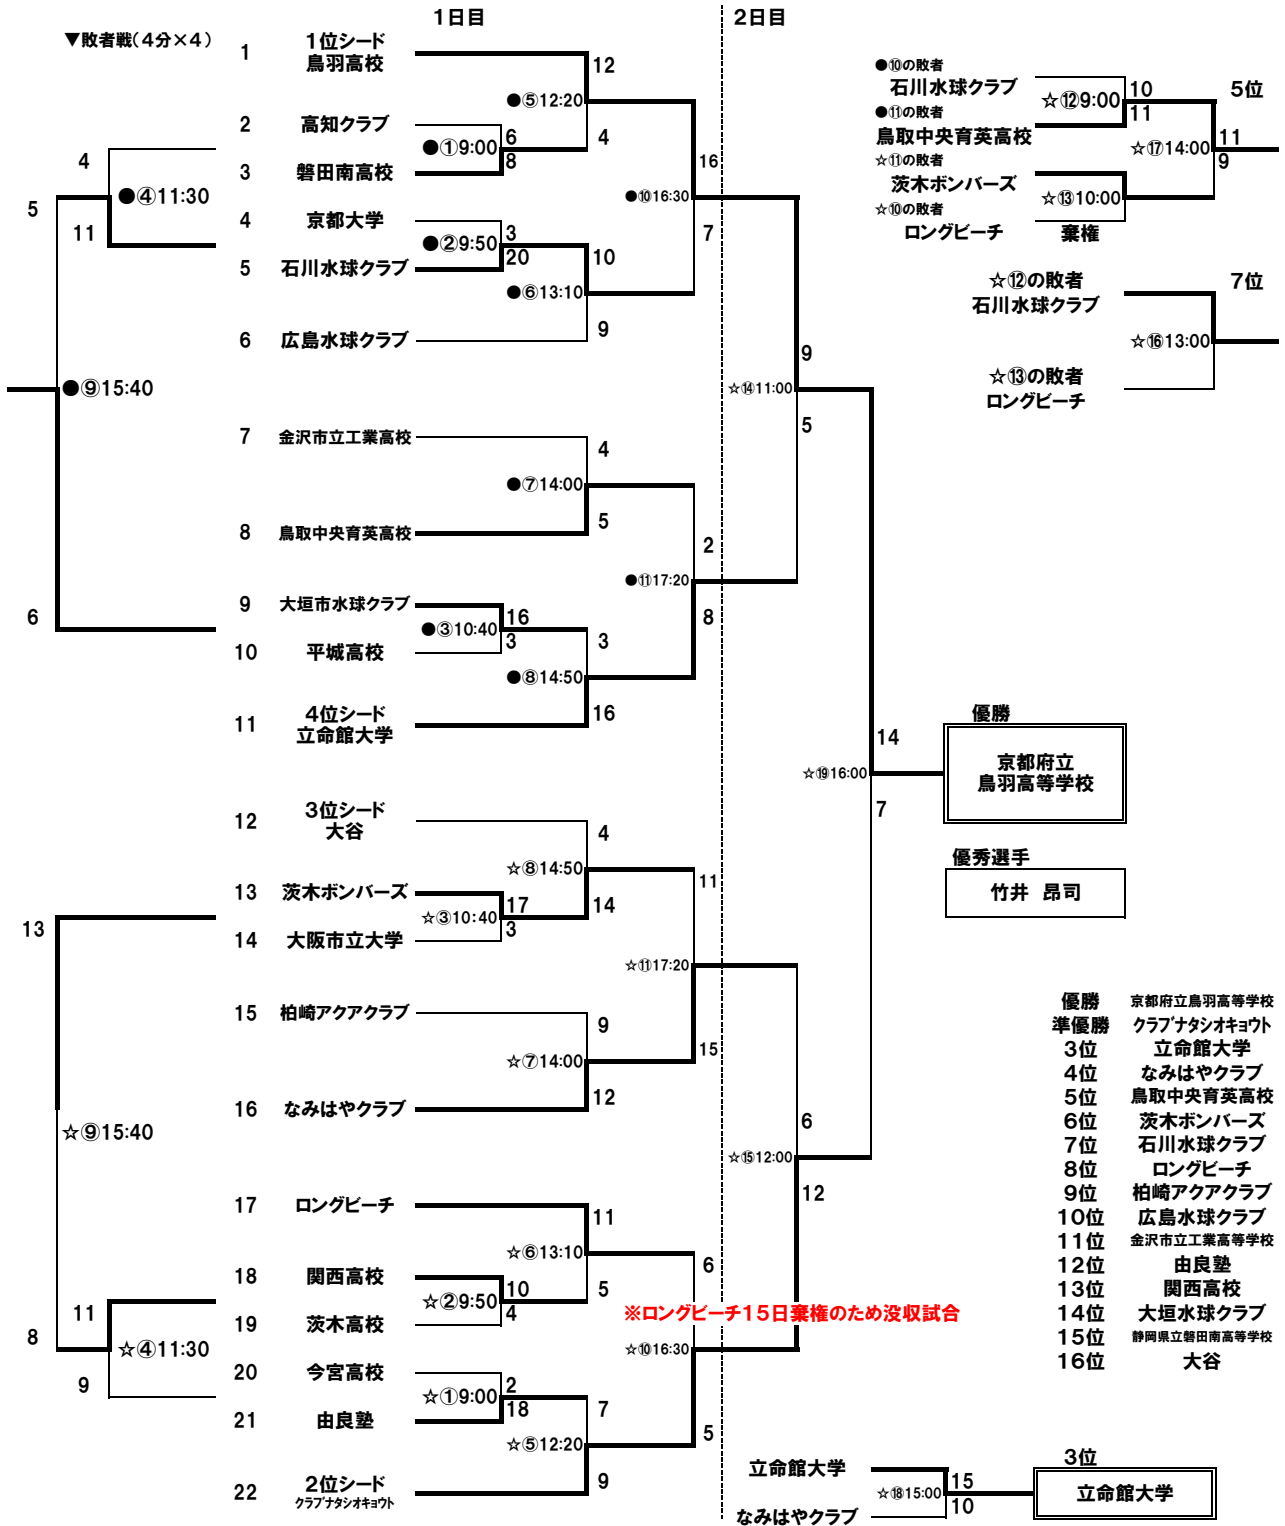 1日目
2日目
▼敗者戦(4分×4)
1
1位シード
鳥羽高校
12
●⑤12:20
2
高知クラブ
6
●①9:00
8
4
3
磐田南高校
16
4
●④11:30
5
11
●⑩16:30
4
京都大学
3
●②9:50
20
10
7
5
石川水球クラブ
●⑥13:10
9
6
広島水球クラブ
9
☆⑭11:00
5
●⑨15:40
7
金沢市立工業高校
4
●⑦14:00
5
8
鳥取中央育英高校
2
●⑪17:20
8
6
9
大垣市水球クラブ
16
●③10:40
3
3
10
平城高校
●⑧14:50
16
11
4位シード
立命館大学
●⑩の敗者
石川水球クラブ
10
5位
☆⑫9:00
●⑪の敗者
11
鳥取中央育英高校
11
☆⑰14:00
9
☆⑪の敗者
茨木ボンバーズ
☆⑬10:00
☆⑩の敗者
ロングビーチ
棄権
☆⑫の敗者
石川水球クラブ
7位
☆⑯13:00
☆⑬の敗者
ロングビーチ
優勝
14
☆⑲16:00
7
京都府立
鳥羽高等学校
優秀選手
竹井 昂司
12
3位シード
大谷
4
☆⑧14:50
14
11
13
茨木ボンバーズ
17
☆③10:40
3
13
14
大阪市立大学
☆⑪17:20
15
柏崎アクアクラブ
9
☆⑦14:00
12
15
16
なみはやクラブ
6
☆⑮12:00
12
☆⑨15:40
17
ロングビーチ
11
☆⑥13:10
5
6
18
関西高校
10
☆②9:50
4
※ロングビーチ15日棄権のため没収試合
19
茨木高校
11
8
☆④11:30
9
☆⑩16:30
20
今宮高校
2
☆①9:00
18
7
5
21
由良塾
☆⑤12:20
9
22
2位シード
クラブナタシオキョウト
優勝 京都府立鳥羽高等学校
準優勝 クラブナタシオキョウト
3位 立命館大学
4位 なみはやクラブ
5位 鳥取中央育英高校
6位 茨木ボンバーズ
7位 石川水球クラブ
8位 ロングビーチ
9位 柏崎アクアクラブ
10位 広島水球クラブ
11位 金沢市立工業高等学校
12位 由良塾
13位 関西高校
14位 大垣水球クラブ
15位 静岡県立磐田南高等学校
16位 大谷
3位
立命館大学
15
☆⑱15:00
10
なみはやクラブ
立命館大学